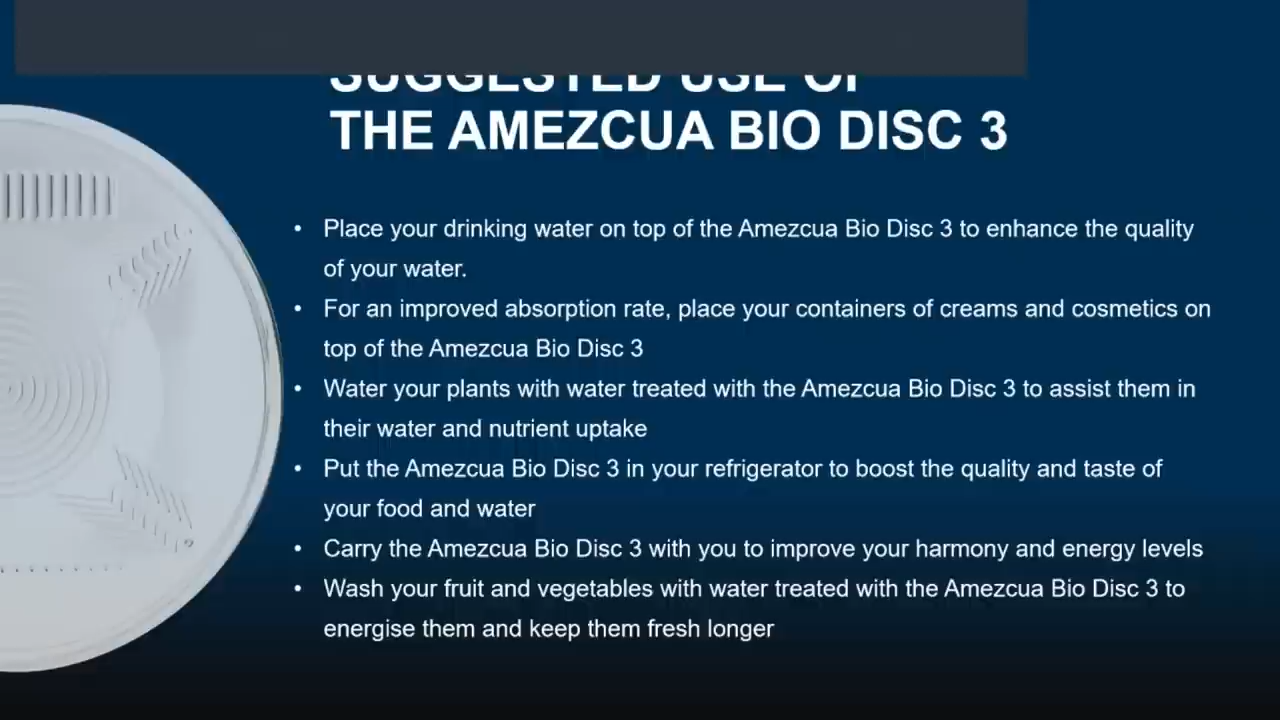 SUGGESTED USE OF
THE AMEZCUA BIO DISC 3
• Place your drinking water on top of the Amezcua Bio Disc 3 to enhance the quality
of your water.
• For an improved absorption rate, place your containers of creams and cosmetics on
top of the Amezcua Bio Disc 3
• Water your plants with water treated with the Amezcua Bio Disc 3 to assist them in
their water and nutrient uptake
• Put the Amezcua Bio Disc 3 in your refrigerator to boost the quality and taste of
your food and water
• Carry the Amezcua Bio Disc 3 with you to improve your harmony and energy levels
• Wash your fruit and vegetables with water treated with the Amezcua Bio Disc 3 to
energise them and keep them fresh longer